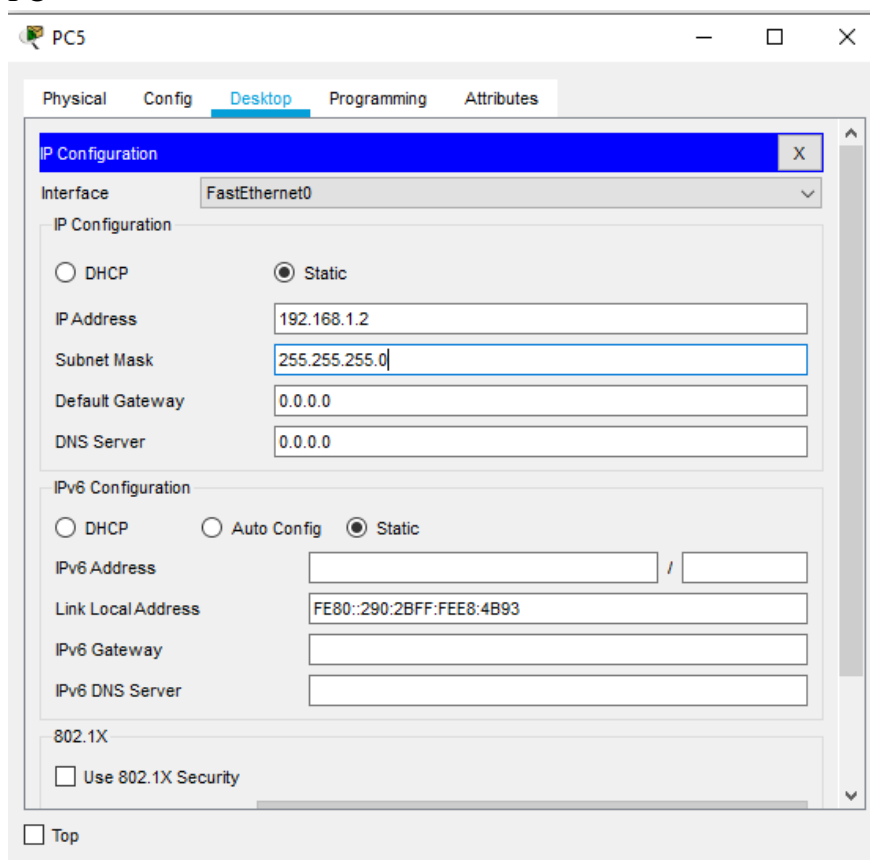 PC5
Physical Config Desktop Programming Attributes
IP Configuration X
Interface FastEthernet0
IP Configuration
DHCP Static
IP Address 192.168.1.2
Subnet Mask 255.255.255.0
Default Gateway 0.0.0.0
DNS Server 0.0.0.0
IPv6 Configuration
DHCP Auto Config Static
IPv6 Address /
Link Local Address FE80::290:2BFF:FEE8:4B93
IPv6 Gateway
IPv6 DNS Server
802.1X
Use 802.1X Security
Top